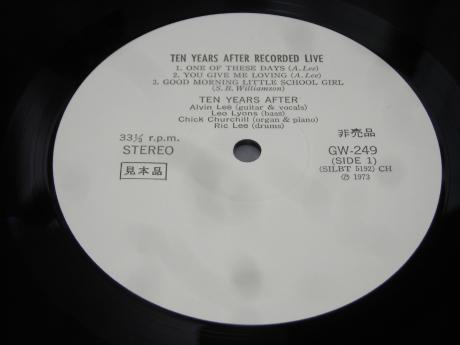 TEN YEARS AFTER RECORDED LIVE
1. ONE OF THESE DAYS (A. Lee)
2. YOU GIVE ME LOVING (A. Lee)
3. GOOD MORNING LITTLE SCHOOL GIRL
(S. B. Williamson)
TEN YEARS AFTER
Alvin Lee (guitar & vocals)
Leo Lyons (bass)
Chick Churchill (organ & piano)
Ric Lee (drums)
33⅓ r.p.m.
STEREO
見本品
非売品
GW-249
(SIDE 1)
(SILBT 5192) CH
Ⓟ 1973